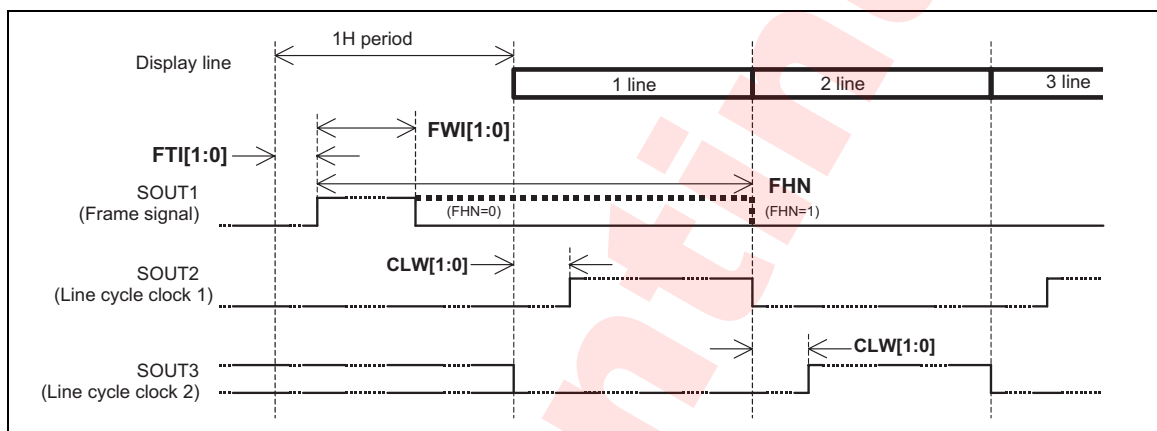 1H period
Display line
1 line
2 line
3 line
FWI[1:0]
FTI[1:0]
FHN
SOUT1
(Frame signal)
(FHN=0)
(FHN=1)
CLW[1:0]
SOUT2
(Line cycle clock 1)
CLW[1:0]
SOUT3
(Line cycle clock 2)